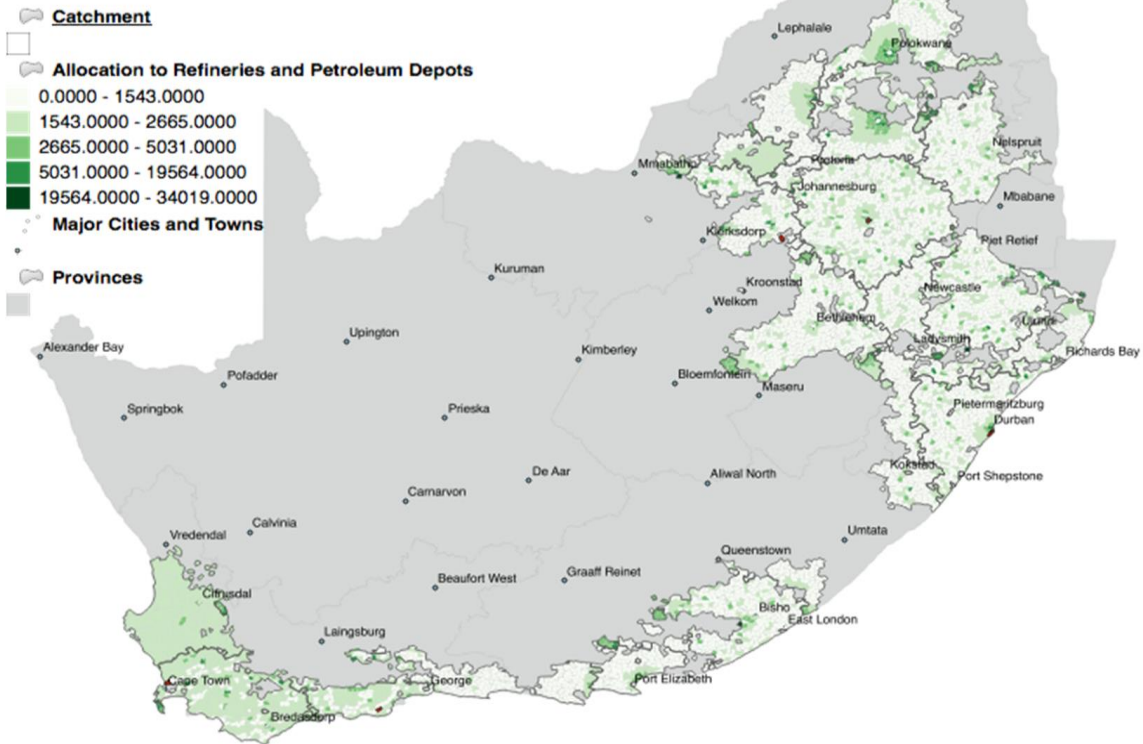 Catchment
Allocation to Refineries and Petroleum Depots
0.0000 - 1543.0000
1543.0000 - 2665.0000
2665.0000 - 5031.0000
5031.0000 - 19564.0000
19564.0000 - 34019.0000
Major Cities and Towns
Provinces
Lephalale
Polokwane
Nelspruit
Mmabatho
Pretoria
Johannesburg
Mbabane
Klerksdorp
Piet Retief
Kuruman
Kroonstad
Newcastle
Welkom
Bethlehem
Ulundi
Upington
Ladysmith
Alexander Bay
Kimberley
Richards Bay
Pofadder
Bloemfontein
Maseru
Springbok
Prieska
Pietermaritzburg
Durban
Kokstad
De Aar
Aliwal North
Port Shepstone
Carnarvon
Calvinia
Vredendal
Umtata
Queenstown
Beaufort West
Graaff Reinet
Citrusdal
Bisho
East London
Laingsburg
Cape Town
George
Port Elizabeth
Bredasdorp